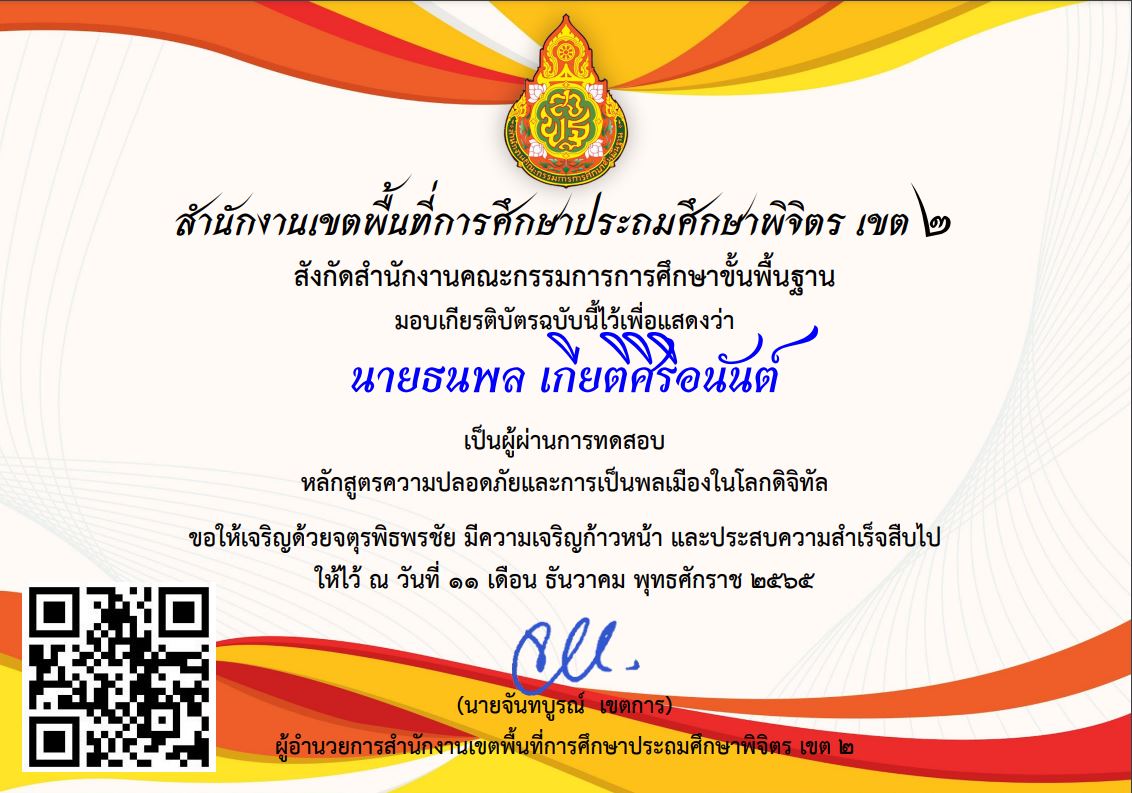 สำนักงานเขตพื้นที่การศึกษาประถมศึกษาพิจิตร เขต ๒
สังกัดสำนักงานคณะกรรมการการศึกษาขั้นพื้นฐาน
มอบเกียรติบัตรฉบับนี้ไว้เพื่อแสดงว่า
นายธนพล เกียติศิริอนันต์
เป็นผู้ผ่านการทดสอบ
หลักสูตรความปลอดภัยและการเป็นพลเมืองในโลกดิจิทัล
ขอให้เจริญด้วยจตุรพิธพรชัย มีความเจริญก้าวหน้า และประสบความสำเร็จสืบไป
ให้ไว้ ณ วันที่ ๑๑ เดือน ธันวาคม พุทธศักราช ๒๕๖๕
(นายจันทบูรณ์ เขตการ)
ผู้อำนวยการสำนักงานเขตพื้นที่การศึกษาประถมศึกษาพิจิตร เขต ๒